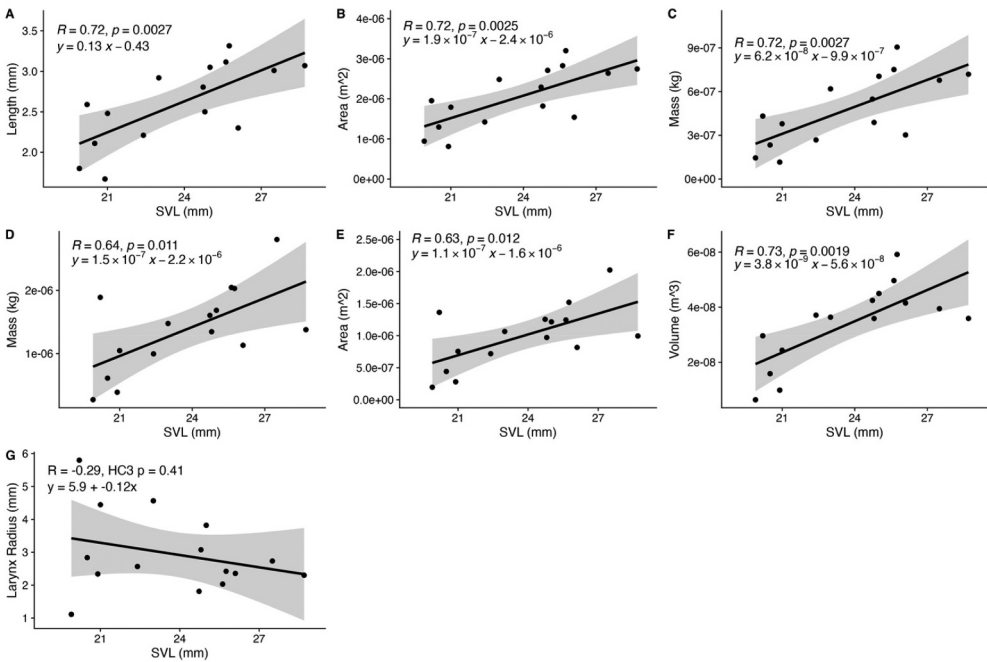 A
R = 0.72, p = 0.0027
y = 0.13 x − 0.43
3.5
3.0
2.5
2.0
Length (mm)
21 24 27
SVL (mm)
B
R = 0.72, p = 0.0025
y = 1.9 × 10⁻⁷ x − 2.4 × 10⁻⁶
4e-06
3e-06
2e-06
1e-06
0e+00
Area (m^2)
21 24 27
SVL (mm)
C
R = 0.72, p = 0.0027
y = 6.2 × 10⁻⁸ x − 9.9 × 10⁻⁷
9e-07
6e-07
3e-07
0e+00
Mass (kg)
21 24 27
SVL (mm)
D
R = 0.64, p = 0.011
y = 1.5 × 10⁻⁷ x − 2.2 × 10⁻⁶
2e-06
1e-06
Mass (kg)
21 24 27
SVL (mm)
E
R = 0.63, p = 0.012
y = 1.1 × 10⁻⁷ x − 1.6 × 10⁻⁶
2.5e-06
2.0e-06
1.5e-06
1.0e-06
5.0e-07
0.0e+00
Area (m^2)
21 24 27
SVL (mm)
F
R = 0.73, p = 0.0019
y = 3.8 × 10⁻⁹ x − 5.6 × 10⁻⁸
6e-08
4e-08
2e-08
Volume (m^3)
21 24 27
SVL (mm)
G
R = -0.29, HC3 p = 0.41
y = 5.9 + -0.12x
6
5
4
3
2
1
Larynx Radius (mm)
21 24 27
SVL (mm)